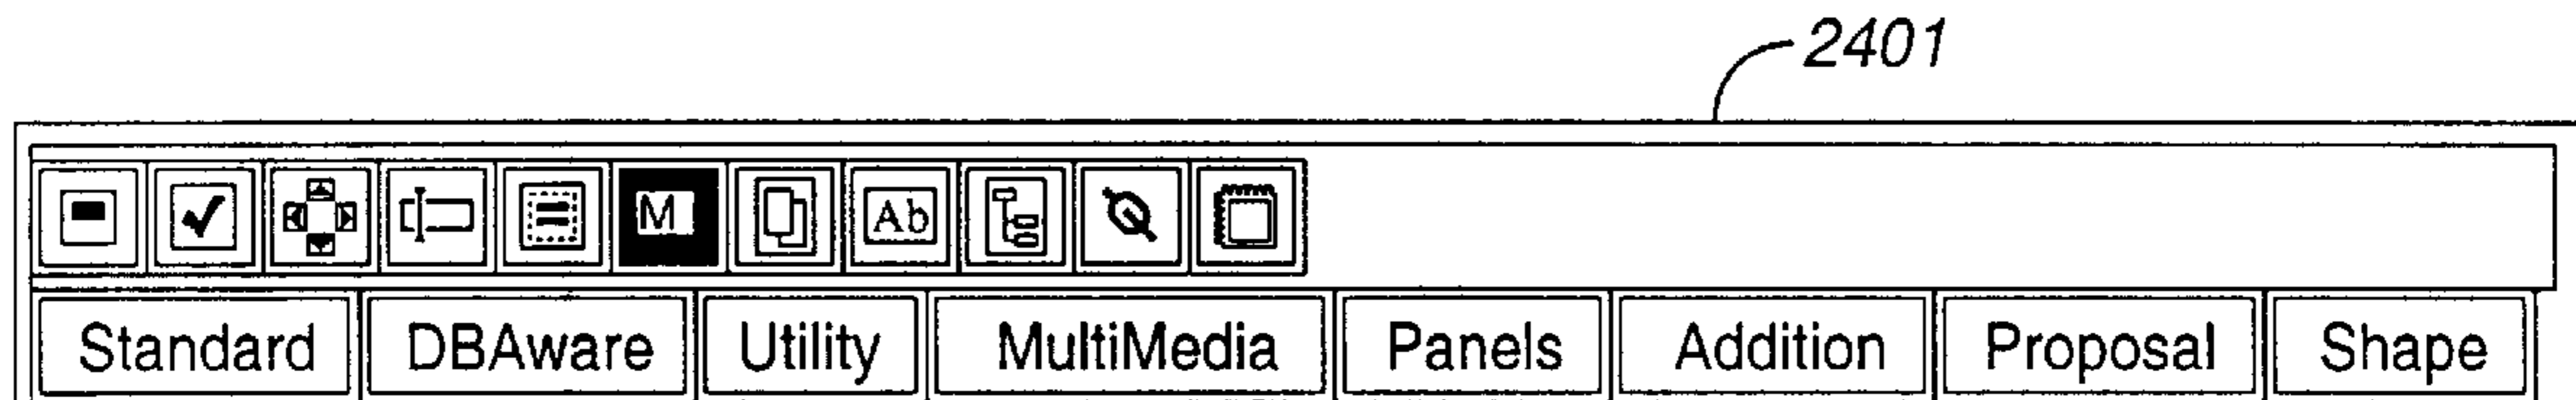 2401
M Ab
Standard DBAware Utility MultiMedia Panels Addition Proposal Shape